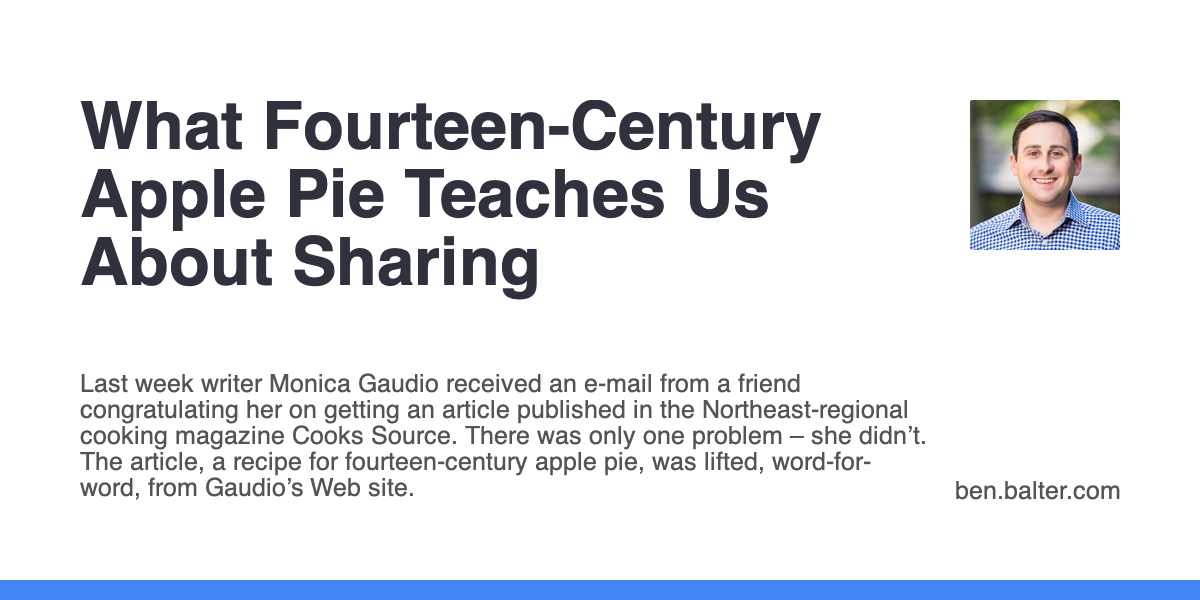 What Fourteen-Century
Apple Pie Teaches Us
About Sharing
Last week writer Monica Gaudio received an e-mail from a friend
congratulating her on getting an article published in the Northeast-regional
cooking magazine Cooks Source. There was only one problem – she didn’t.
The article, a recipe for fourteen-century apple pie, was lifted, word-for-
word, from Gaudio’s Web site.
ben.balter.com